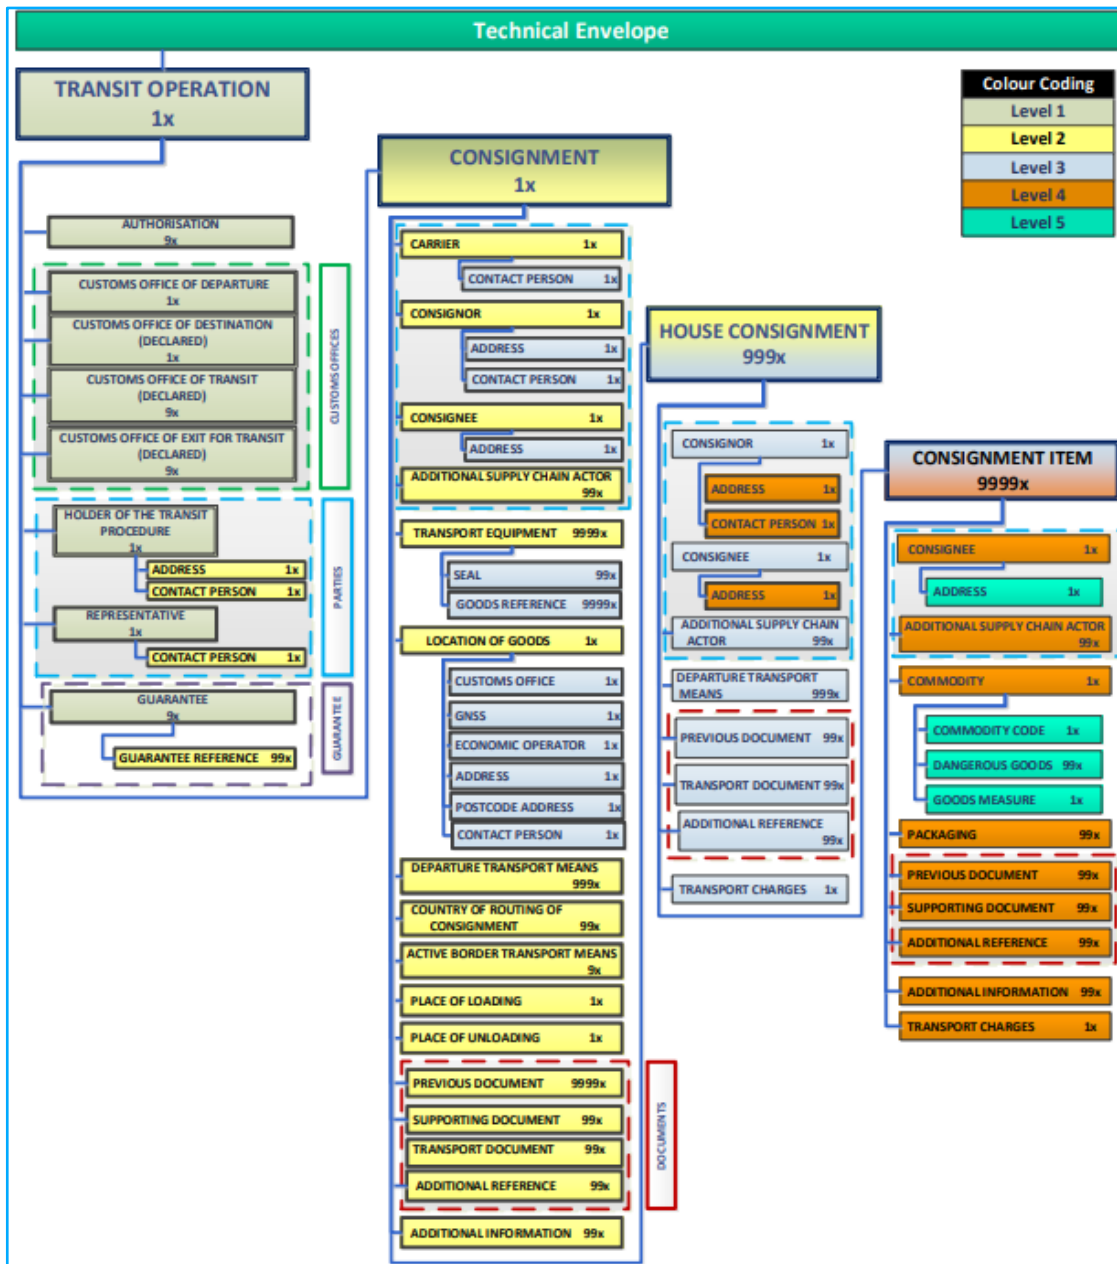 Technical Envelope
TRANSIT OPERATION
1x
Colour Coding
Level 1
Level 2
Level 3
Level 4
Level 5
AUTHORISATION
9x
CUSTOMS OFFICE OF DEPARTURE
1x
CUSTOMS OFFICE OF DESTINATION
(DECLARED)
1x
CUSTOMS OFFICE OF TRANSIT
(DECLARED)
9x
CUSTOMS OFFICE OF EXIT FOR TRANSIT
(DECLARED)
9x
CUSTOMS OFFICES
HOLDER OF THE TRANSIT
PROCEDURE
1x
ADDRESS 1x
CONTACT PERSON 1x
REPRESENTATIVE
1x
CONTACT PERSON 1x
PARTIES
GUARANTEE
9x
GUARANTEE REFERENCE 99x
GUARANTEE
CONSIGNMENT
1x
CARRIER 1x
CONTACT PERSON 1x
CONSIGNOR 1x
ADDRESS 1x
CONTACT PERSON 1x
CONSIGNEE 1x
ADDRESS 1x
ADDITIONAL SUPPLY CHAIN ACTOR
99x
TRANSPORT EQUIPMENT 9999x
SEAL 99x
GOODS REFERENCE 9999x
LOCATION OF GOODS 1x
CUSTOMS OFFICE 1x
GNSS 1x
ECONOMIC OPERATOR 1x
ADDRESS 1x
POSTCODE ADDRESS 1x
CONTACT PERSON 1x
DEPARTURE TRANSPORT MEANS
999x
COUNTRY OF ROUTING OF
CONSIGNMENT 99x
ACTIVE BORDER TRANSPORT MEANS
9x
PLACE OF LOADING 1x
PLACE OF UNLOADING 1x
PREVIOUS DOCUMENT 9999x
SUPPORTING DOCUMENT 99x
TRANSPORT DOCUMENT 99x
ADDITIONAL REFERENCE 99x
DOCUMENTS
ADDITIONAL INFORMATION 99x
HOUSE CONSIGNMENT
999x
CONSIGNOR 1x
ADDRESS 1x
CONTACT PERSON 1x
CONSIGNEE 1x
ADDRESS 1x
ADDITIONAL SUPPLY CHAIN
ACTOR 99x
DEPARTURE TRANSPORT
MEANS 999x
PREVIOUS DOCUMENT 99x
TRANSPORT DOCUMENT 99x
ADDITIONAL REFERENCE
99x
TRANSPORT CHARGES 1x
CONSIGNMENT ITEM
9999x
CONSIGNEE 1x
ADDRESS 1x
ADDITIONAL SUPPLY CHAIN ACTOR
99x
COMMODITY 1x
COMMODITY CODE 1x
DANGEROUS GOODS 99x
GOODS MEASURE 1x
PACKAGING 99x
PREVIOUS DOCUMENT 99x
SUPPORTING DOCUMENT 99x
ADDITIONAL REFERENCE 99x
ADDITIONAL INFORMATION 99x
TRANSPORT CHARGES 1x